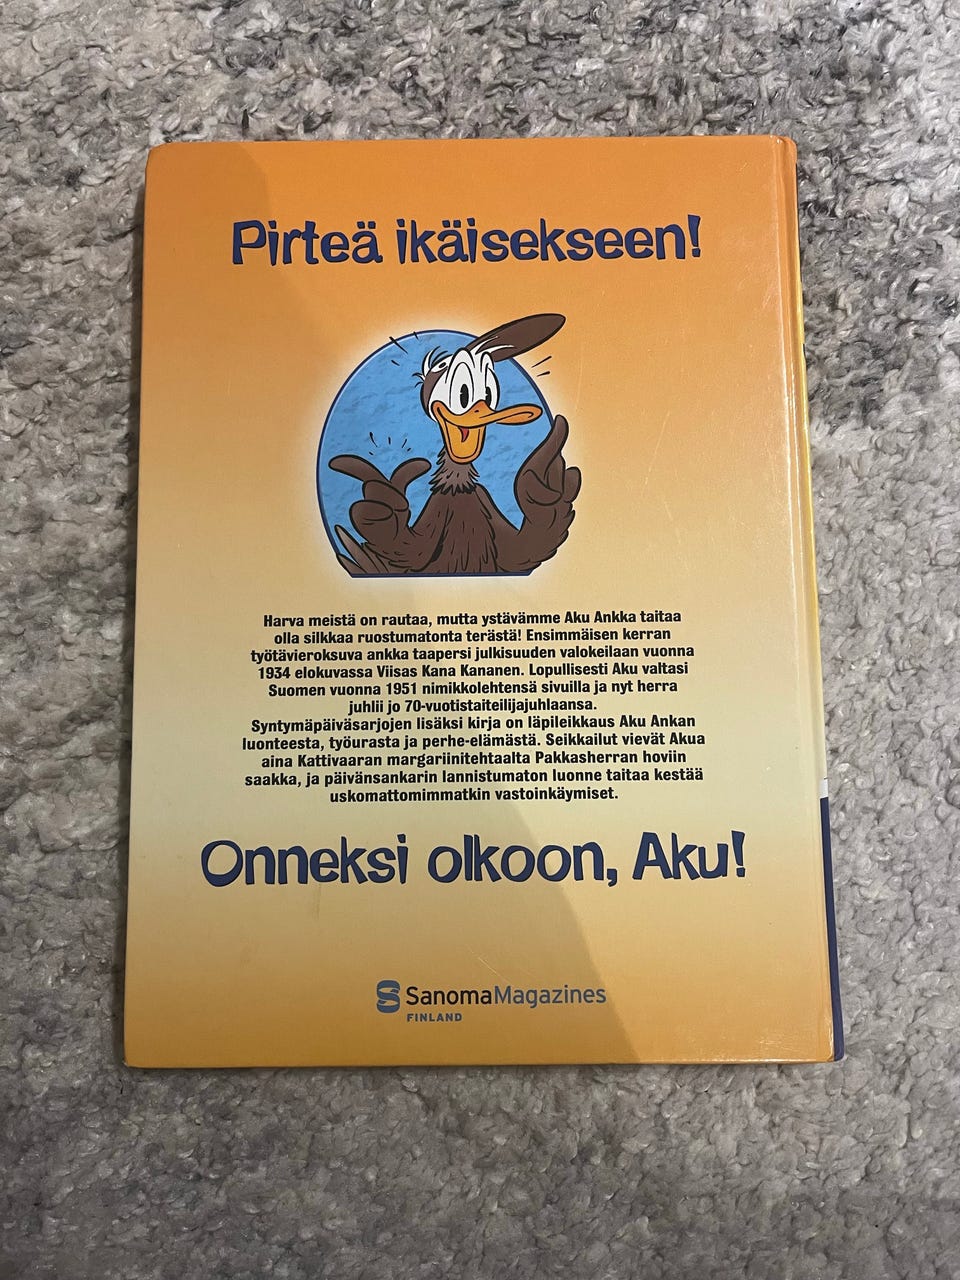 Pirteä ikäisekseen!
Harva meistä on rautaa, mutta ystävämme Aku Ankka taitaa
olla silkkaa ruostumatonta terästä! Ensimmäisen kerran
työtävieroksuva ankka taapersi julkisuuden valokeilaan vuonna
1934 elokuvassa Viisas Kana Kananen. Lopullisesti Aku valtasi
Suomen vuonna 1951 nimikkolehtensä sivuilla ja nyt herra
juhlii jo 70-vuotistaiteilijajuhlaansa.
Syntymäpäiväsarjojen lisäksi kirja on läpileikkaus Aku Ankan
luonteesta, työurasta ja perhe-elämästä. Seikkailut vievät Akua
aina Kattivaaran margariinitehtaalta Pakkasherran hoviin
saakka, ja päivänsankarin lannistumaton luonne taitaa kestää
uskomattomimmatkin vastoinkäymiset.
Onneksi olkoon, Aku!
SanomaMagazines
FINLAND